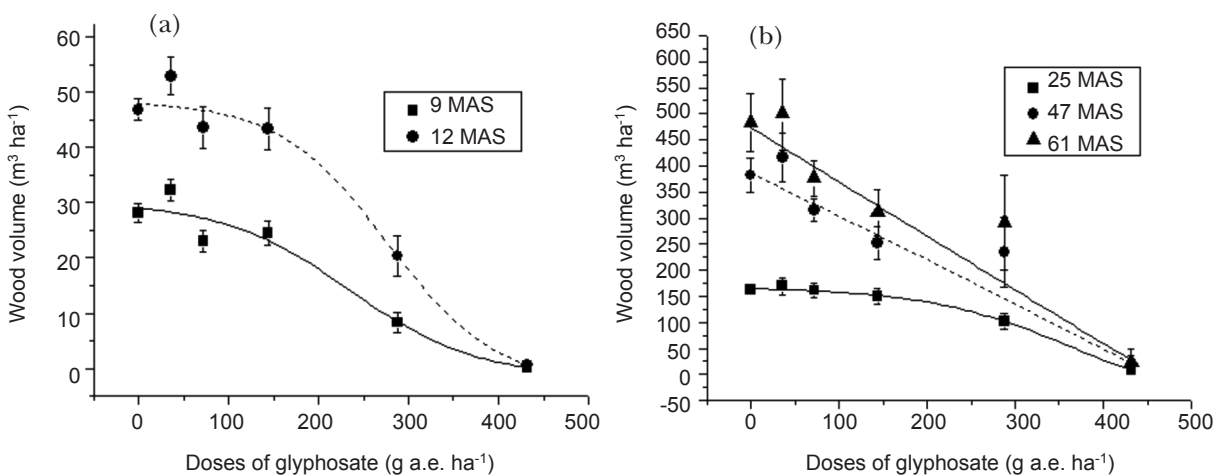 (a)
60
50
40
30
20
10
0
Wood volume (m³ ha⁻¹)
9 MAS
12 MAS
0 100 200 300 400 500
Doses of glyphosate (g a.e. ha⁻¹)
(b)
650
600
550
500
450
400
350
300
250
200
150
100
50
0
-50
Wood volume (m³ ha⁻¹)
25 MAS
47 MAS
61 MAS
0 100 200 300 400 500
Doses of glyphosate (g a.e. ha⁻¹)